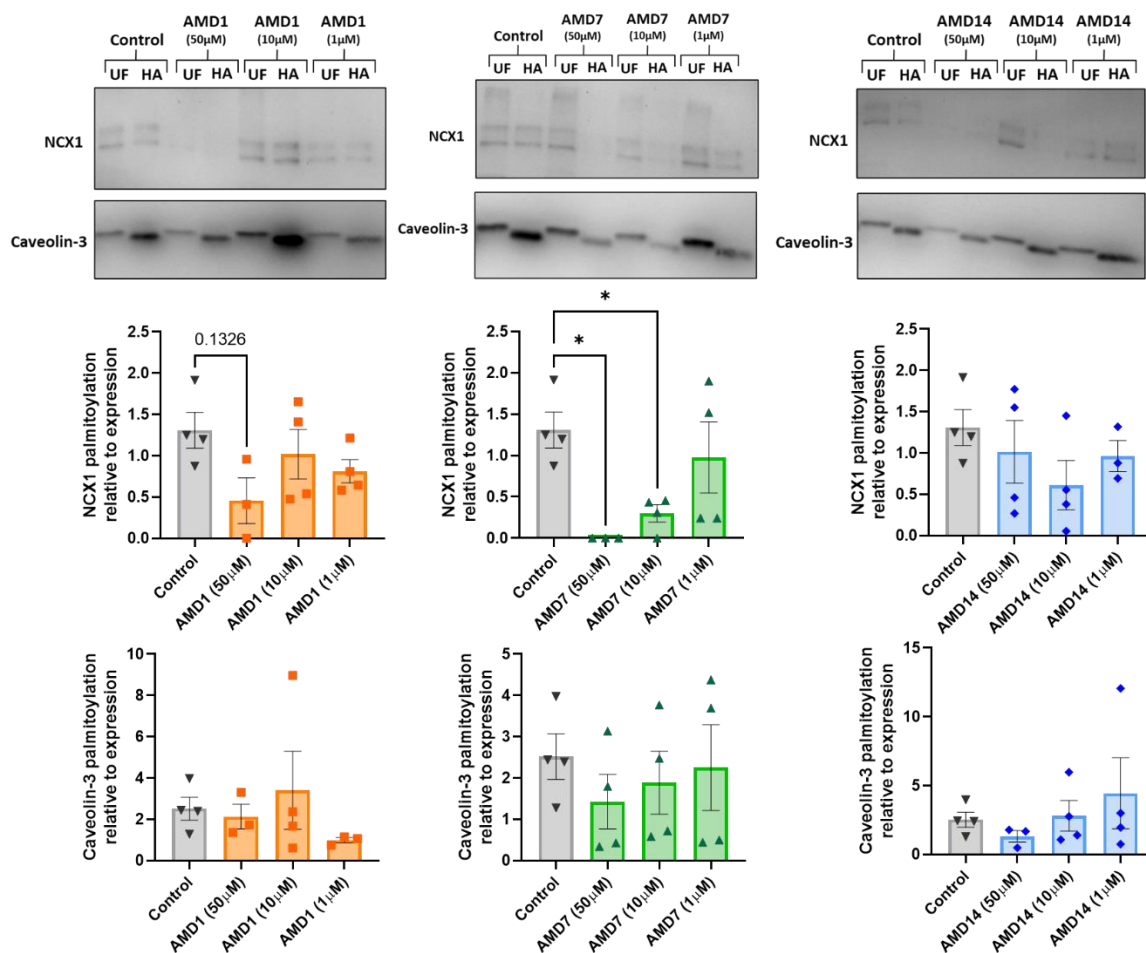 Control
AMD1
(50μM)
AMD1
(10μM)
AMD1
(1μM)
UF HA UF HA UF HA UF HA
NCX1
Caveolin-3
Control
AMD7
(50μM)
AMD7
(10μM)
AMD7
(1μM)
UF HA UF HA UF HA UF HA
NCX1
Caveolin-3
Control
AMD14
(50μM)
AMD14
(10μM)
AMD14
(1μM)
UF HA UF HA UF HA UF HA
NCX1
Caveolin-3
NCX1 palmitoylation
relative to expression
2.5
2.0
1.5
1.0
0.5
0.0
0.1326
Control
AMD1 (50μM)
AMD1 (10μM)
AMD1 (1μM)
NCX1 palmitoylation
relative to expression
2.5
2.0
1.5
1.0
0.5
0.0
*
*
Control
AMD7 (50μM)
AMD7 (10μM)
AMD7 (1μM)
NCX1 palmitoylation
relative to expression
2.5
2.0
1.5
1.0
0.5
0.0
Control
AMD14 (50μM)
AMD14 (10μM)
AMD14 (1μM)
Caveolin-3 palmitoylation
relative to expression
10
8
6
4
2
0
Control
AMD1 (50μM)
AMD1 (10μM)
AMD1 (1μM)
Caveolin-3 palmitoylation
relative to expression
5
4
3
2
1
0
Control
AMD7 (50μM)
AMD7 (10μM)
AMD7 (1μM)
Caveolin-3 palmitoylation
relative to expression
15
10
5
0
Control
AMD14 (50μM)
AMD14 (10μM)
AMD14 (1μM)